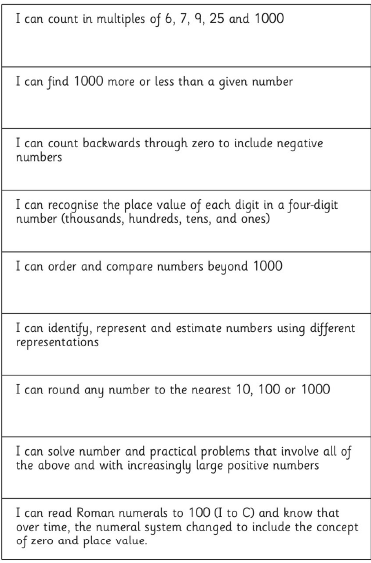 I can count in multiples of 6, 7, 9, 25 and 1000
I can find 1000 more or less than a given number
I can count backwards through zero to include negative
numbers
I can recognise the place value of each digit in a four-digit
number (thousands, hundreds, tens, and ones)
I can order and compare numbers beyond 1000
I can identify, represent and estimate numbers using different
representations
I can round any number to the nearest 10, 100 or 1000
I can solve number and practical problems that involve all of
the above and with increasingly large positive numbers
I can read Roman numerals to 100 (I to C) and know that
over time, the numeral system changed to include the concept
of zero and place value.